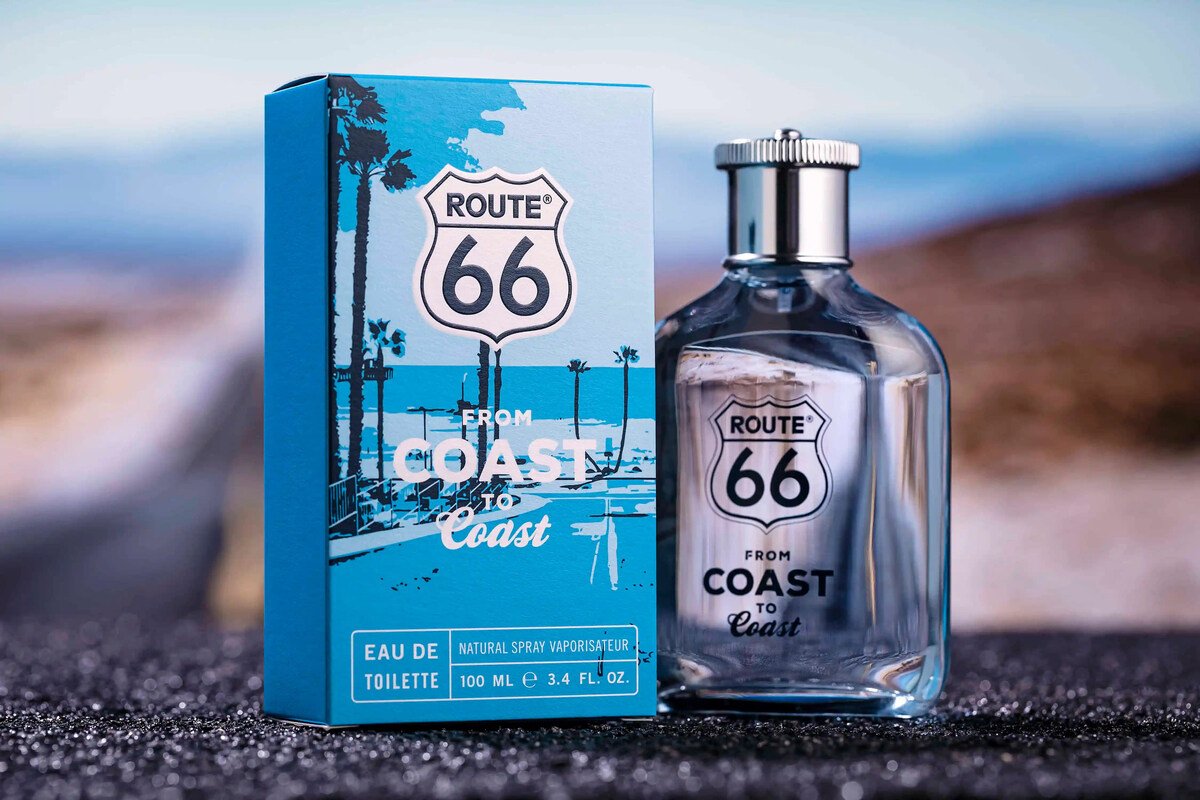 ROUTE®
66
FROM
COAST
TO
Coast
EAU DE
TOILETTE
NATURAL SPRAY VAPORISATEUR
100 ML ℮ 3.4 FL. OZ.
ROUTE®
66
FROM
COAST
TO
Coast